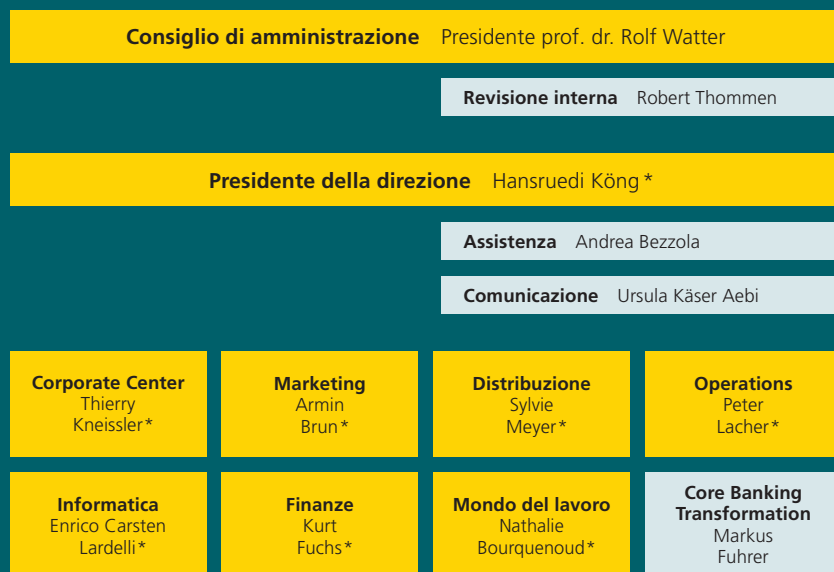 Consiglio di amministrazione Presidente prof. dr. Rolf Watter
Revisione interna Robert Thommen
Presidente della direzione Hansruedi Köng*
Assistenza Andrea Bezzola
Comunicazione Ursula Käser Aebi
Corporate Center
Thierry
Kneissler*
Marketing
Armin
Brun*
Distribuzione
Sylvie
Meyer*
Operations
Peter
Lacher*
Informatica
Enrico Carsten
Lardelli*
Finanze
Kurt
Fuchs*
Mondo del lavoro
Nathalie
Bourquenoud*
Core Banking
Transformation
Markus
Fuhrer